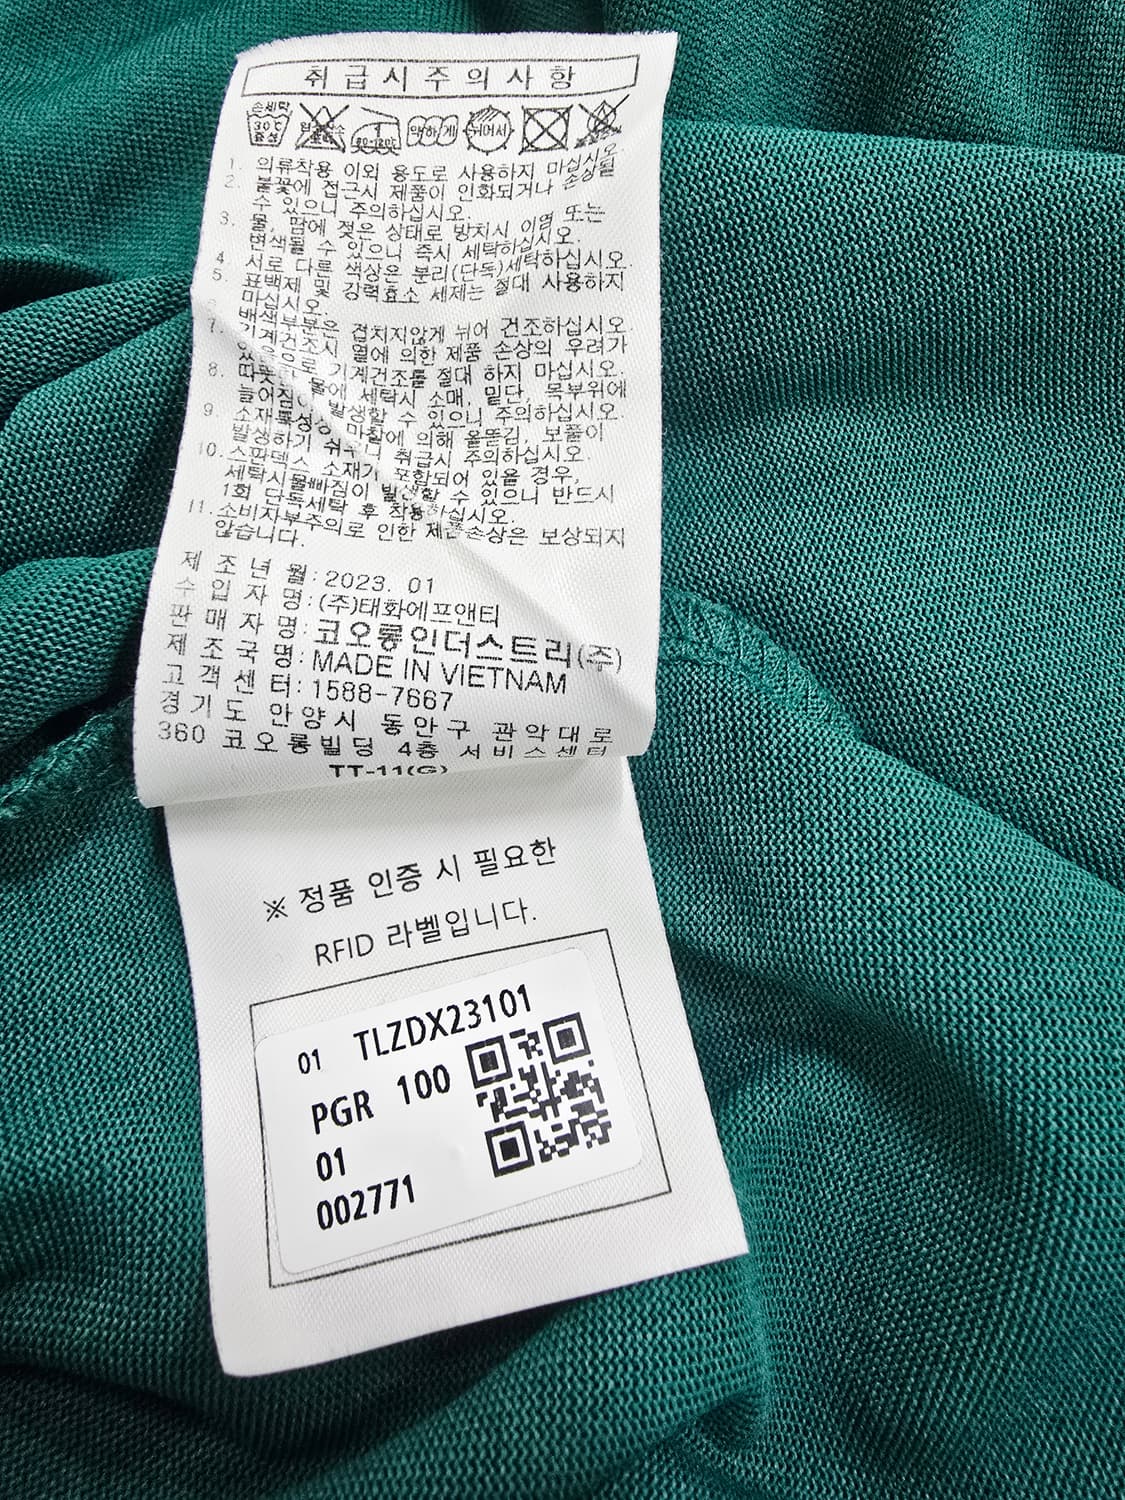 취급시주의사항
손세탁
30℃
중성
80~120℃
약하게
뉘어서
1. 의류착용 이외 용도로 사용하지 마십시오.
2. 불꽃에 접근시 제품이 인화되거나 손상될
수 있으니 주의하십시오.
3. 물, 땀에 젖은 상태로 방치시 이염 또는
변색될 수 있으니 즉시 세탁하십시오.
4. 서로 다른 색상은 분리(단독)세탁하십시오.
5. 표백제 및 강력효소 세제는 절대 사용하지
마십시오.
6. 배색부분은 겹치지않게 뉘어 건조하십시오.
7. 기계건조시 열에 의한 제품 손상의 우려가
있으므로 기계건조를 절대 하지 마십시오.
8. 따뜻한 물에 세탁시 소매, 밑단, 목부위에
늘어짐이 발생할 수 있으니 주의하십시오.
9. 소재특성상 마찰에 의해 올뜯김, 보풀이
발생하기 쉬우니 취급시 주의하십시오.
10. 스판덱스 소재가 포함되어 있을 경우,
세탁시물빠짐이 발생할 수 있으니 반드시
1회 단독세탁 후 착용하십시오.
11. 소비자부주의로 인한 제품손상은 보상되지
않습니다.
제 조 년 월 : 2023. 01
수 입 자 명 : (주)태화에프앤티
판 매 자 명 : 코오롱인더스트리(주)
제 조 국 명 : MADE IN VIETNAM
고 객 센 터 : 1588-7667
경기도 안양시 동안구 관악대로
360 코오롱빌딩 4층 서비스센터
TT-11(G)
※ 정품 인증 시 필요한
RFID 라벨입니다.
01 TLZDX23101
PGR 100
01
002771